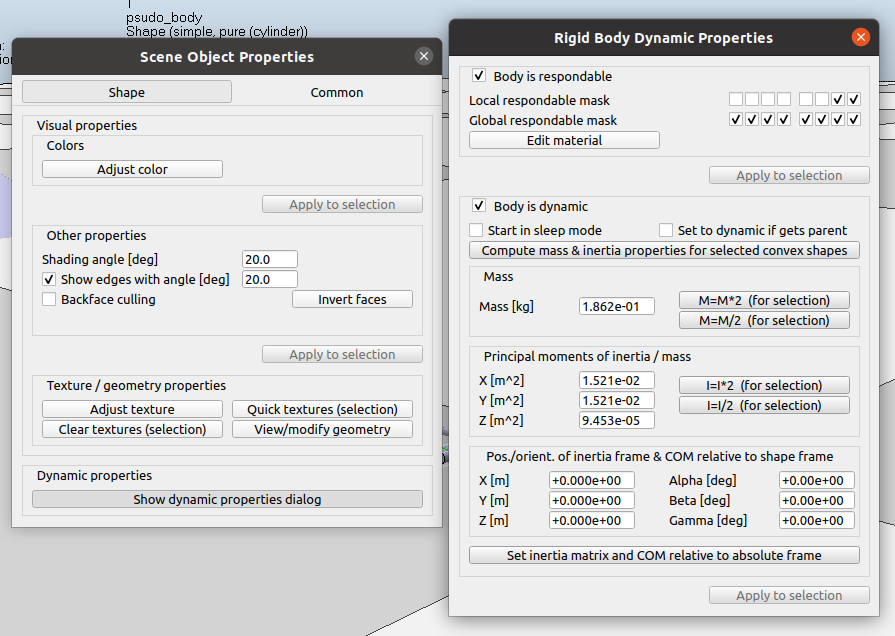 psudo_body
Shape (simple, pure (cylinder))
Scene Object Properties
Shape
Common
Visual properties
Colors
Adjust color
Apply to selection
Other properties
Shading angle [deg]
20.0
Show edges with angle [deg]
20.0
Backface culling
Invert faces
Apply to selection
Texture / geometry properties
Adjust texture
Quick textures (selection)
Clear textures (selection)
View/modify geometry
Dynamic properties
Show dynamic properties dialog
Rigid Body Dynamic Properties
Body is respondable
Local respondable mask
Global respondable mask
Edit material
Apply to selection
Body is dynamic
Start in sleep mode
Set to dynamic if gets parent
Compute mass & inertia properties for selected convex shapes
Mass
Mass [kg]
1.862e-01
M=M*2 (for selection)
M=M/2 (for selection)
Principal moments of inertia / mass
X [m^2]
1.521e-02
Y [m^2]
1.521e-02
Z [m^2]
9.453e-05
I=I*2 (for selection)
I=I/2 (for selection)
Pos./orient. of inertia frame & COM relative to shape frame
X [m]
+0.000e+00
Alpha [deg]
+0.00e+00
Y [m]
+0.000e+00
Beta [deg]
+0.00e+00
Z [m]
+0.000e+00
Gamma [deg]
+0.00e+00
Set inertia matrix and COM relative to absolute frame
Apply to selection